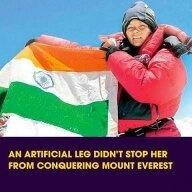 AN ARTIFICIAL LEG DIDN'T STOP HER
FROM CONQUERING MOUNT EVEREST